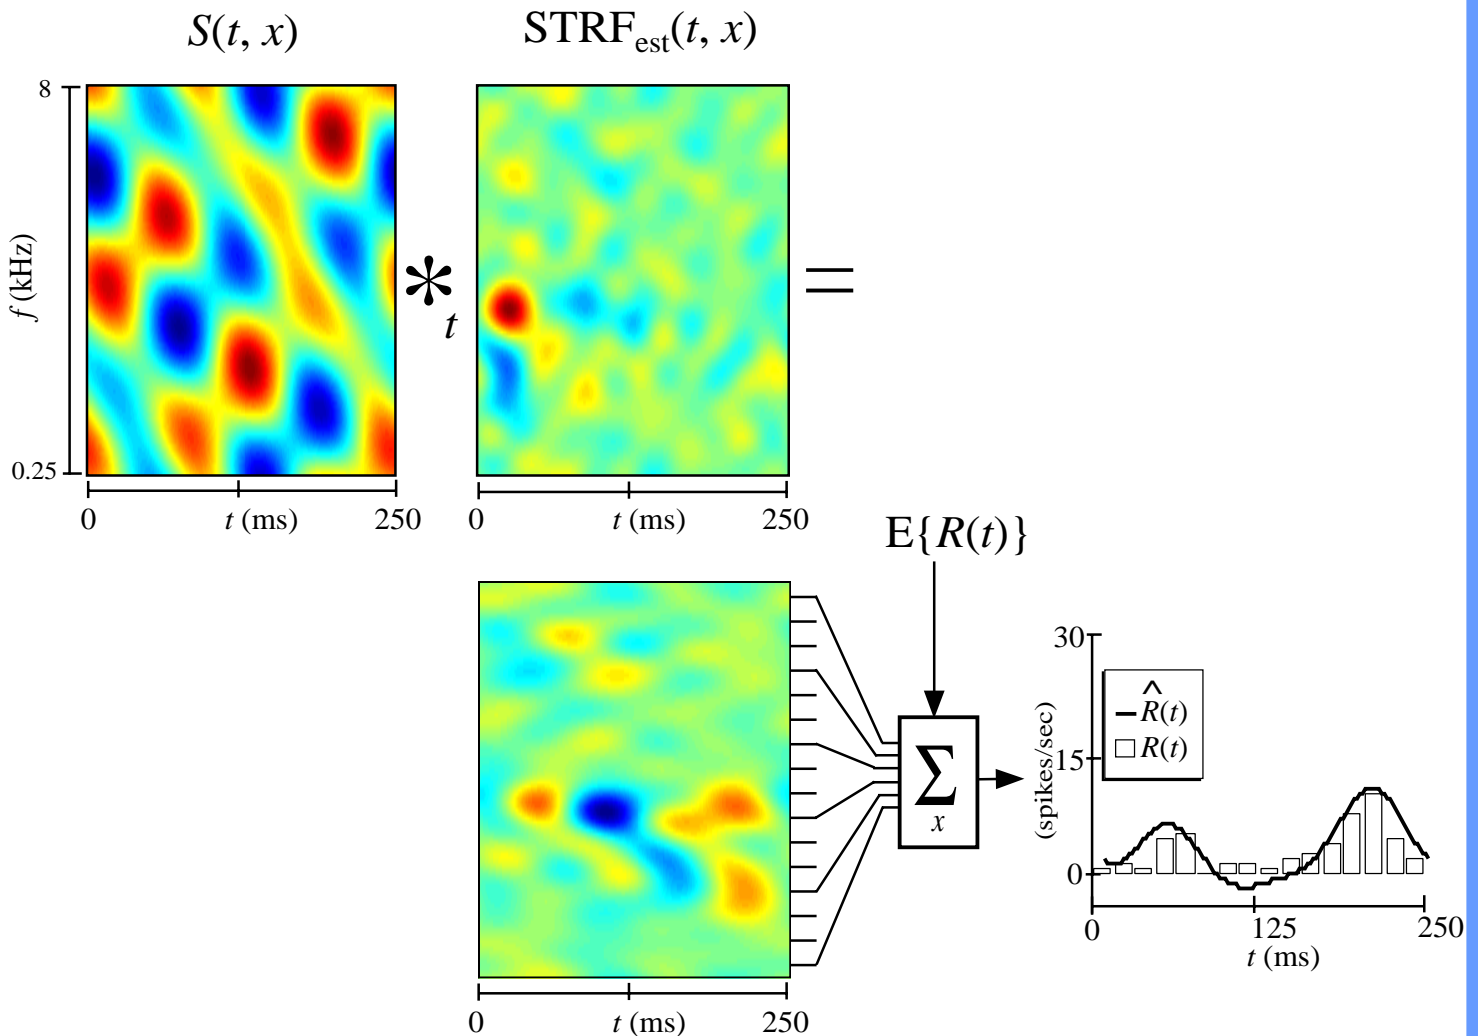 S(t, x)
STRFest(t, x)
8
f (kHz)
0.25
*t
=
0 t (ms) 250
0 t (ms) 250
E{R(t)}
Σ
x
30
15
0
(spikes/sec)
R̂(t)
R(t)
0 125 250
t (ms)
0 t (ms) 250